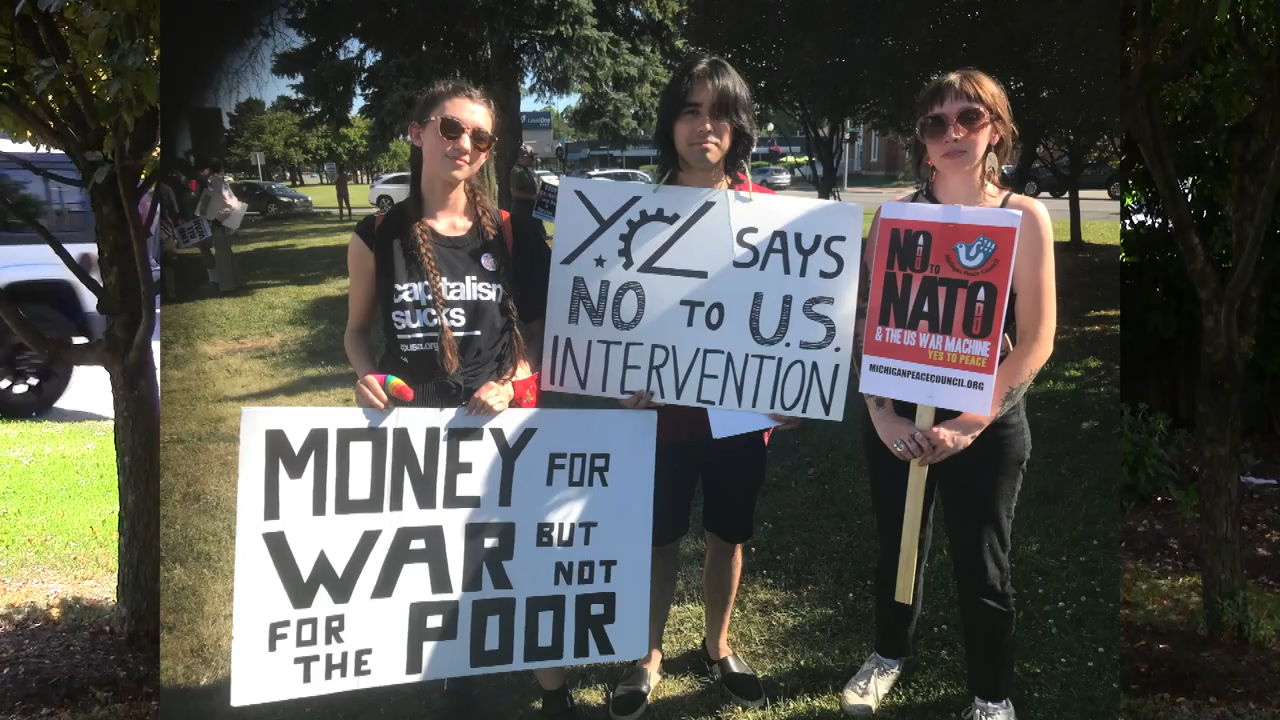 capitalism
sucks
YCL SAYS
NO TO U.S.
INTERVENTION
NO TO
NATO
& THE US WAR MACHINE
YES TO PEACE
MICHIGANPEACECOUNCIL.ORG
MONEY FOR
WAR BUT
NOT
FOR
THE POOR